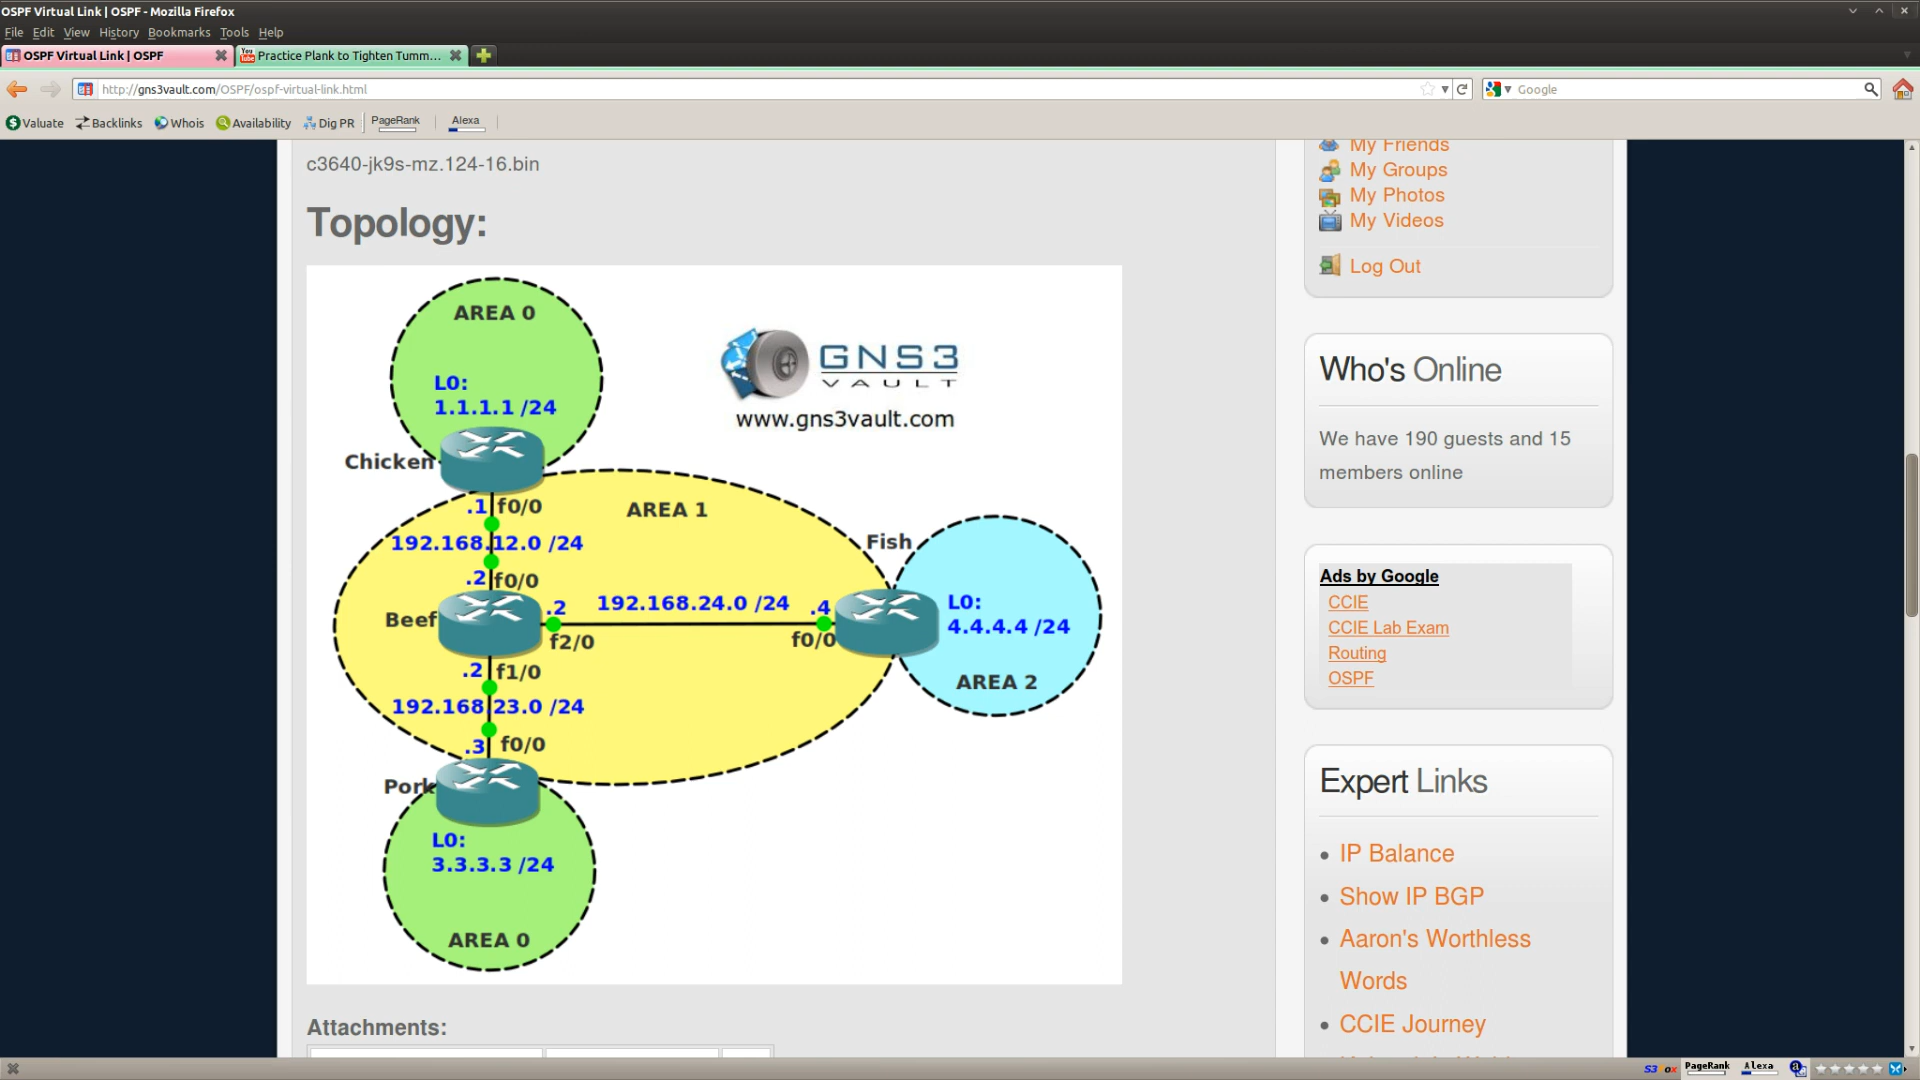 OSPF Virtual Link | OSPF - Mozilla Firefox
File Edit View History Bookmarks Tools Help
OSPF Virtual Link | OSPF
You Tube Practice Plank to Tighten Tumm...
http://gns3vault.com/OSPF/ospf-virtual-link.html
Google
Valuate Backlinks Whois Availability Dig PR PageRank Alexa
c3640-jk9s-mz.124-16.bin
Topology:
AREA 0
L0:
1.1.1.1 /24
GNS3
VAULT
www.gns3vault.com
Chicken
.1 f0/0
AREA 1
192.168.12.0 /24
Fish
.2 f0/0
Beef
.2 192.168.24.0 /24 .4
f2/0 f0/0
L0:
4.4.4.4 /24
.2 f1/0
AREA 2
192.168.23.0 /24
.3 f0/0
Pork
L0:
3.3.3.3 /24
AREA 0
Attachments:
My Friends
My Groups
My Photos
My Videos
Log Out
Who's Online
We have 190 guests and 15
members online
Ads by Google
CCIE
CCIE Lab Exam
Routing
OSPF
Expert Links
IP Balance
Show IP BGP
Aaron's Worthless
Words
CCIE Journey
S3 ox PageRank Alexa a